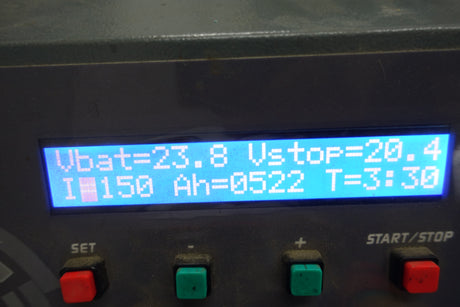 Vbat=23.8 Vstop=20.4
I=150 Ah=0522 T=3:30
SET - + START/STOP